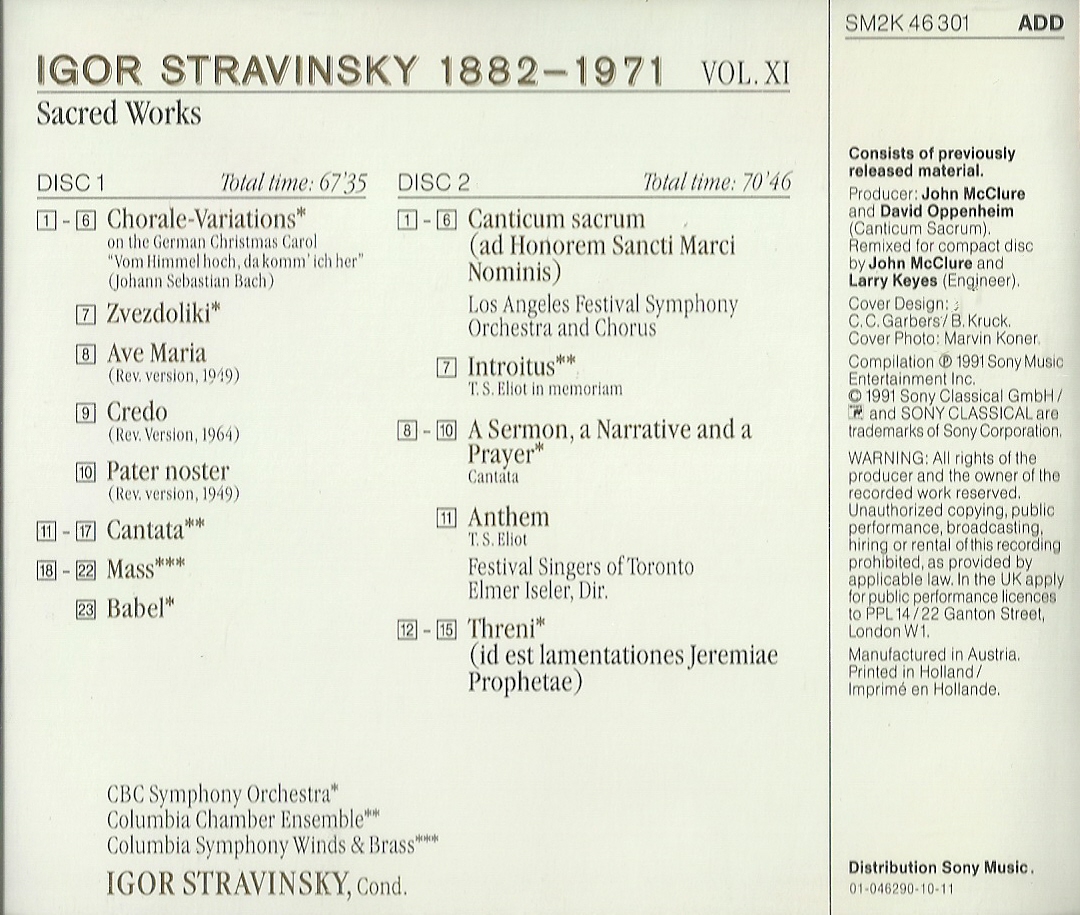 IGOR STRAVINSKY 1882–1971 VOL. XI
Sacred Works
DISC 1 Total time: 67'35
1 - 6 Chorale-Variations*
on the German Christmas Carol
"Vom Himmel hoch, da komm' ich her"
(Johann Sebastian Bach)
7 Zvezdoliki*
8 Ave Maria
(Rev. version, 1949)
9 Credo
(Rev. Version, 1964)
10 Pater noster
(Rev. version, 1949)
11 - 17 Cantata**
18 - 22 Mass***
23 Babel*
DISC 2 Total time: 70'46
1 - 6 Canticum sacrum
(ad Honorem Sancti Marci
Nominis)
Los Angeles Festival Symphony
Orchestra and Chorus
7 Introitus**
T. S. Eliot in memoriam
8 - 10 A Sermon, a Narrative and a
Prayer*
Cantata
11 Anthem
T. S. Eliot
Festival Singers of Toronto
Elmer Iseler, Dir.
12 - 15 Threni*
(id est lamentationes Jeremiae
Prophetae)
CBC Symphony Orchestra*
Columbia Chamber Ensemble**
Columbia Symphony Winds & Brass***
IGOR STRAVINSKY, Cond.
SM2K 46 301 ADD
Consists of previously
released material.
Producer: John McClure
and David Oppenheim
(Canticum Sacrum).
Remixed for compact disc
by John McClure and
Larry Keyes (Engineer).
Cover Design:
C. C. Garbers / B. Kruck.
Cover Photo: Marvin Koner.
Compilation ℗ 1991 Sony Music
Entertainment Inc.
© 1991 Sony Classical GmbH /
and SONY CLASSICAL are
trademarks of Sony Corporation.
WARNING: All rights of the
producer and the owner of the
recorded work reserved.
Unauthorized copying, public
performance, broadcasting,
hiring or rental of this recording
prohibited, as provided by
applicable law. In the UK apply
for public performance licences
to PPL 14 / 22 Ganton Street,
London W1.
Manufactured in Austria.
Printed in Holland /
Imprimé en Hollande.
Distribution Sony Music.
01-046290-10-11